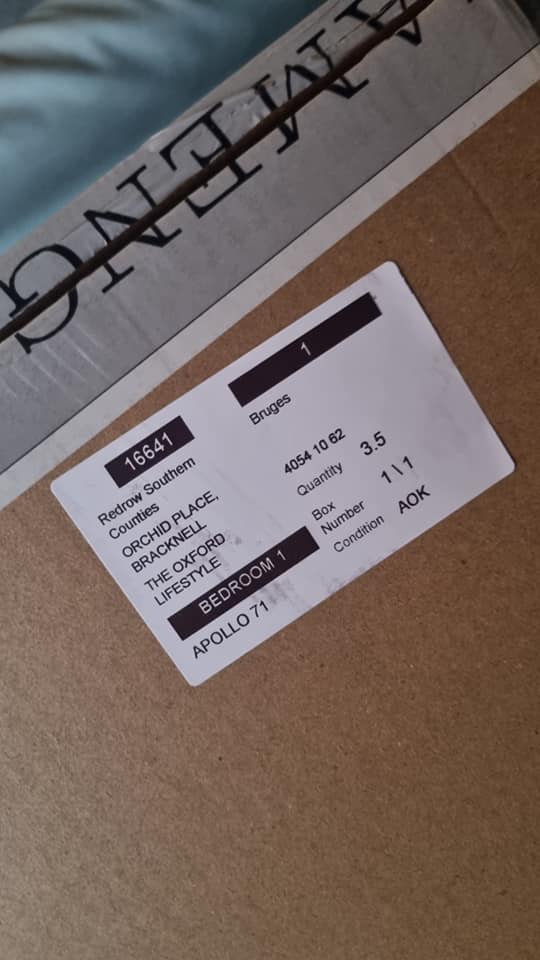 AMENG
16641
Redrow Southern
Counties
ORCHID PLACE,
BRACKNELL
THE OXFORD
LIFESTYLE
BEDROOM 1
APOLLO 71
1
Bruges
4054 10 62
Quantity 3.5
Box
Number 1\1
Condition AOK